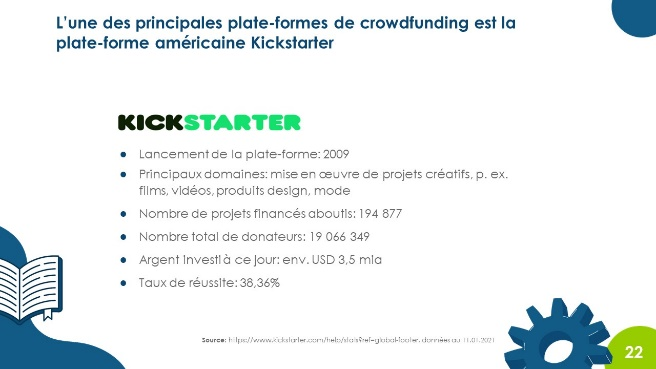 L'une des principales plate-formes de crowdfunding est la
plate-forme américaine Kickstarter
KICKSTARTER
● Lancement de la plate-forme: 2009
● Principaux domaines: mise en œuvre de projets créatifs, p. ex.
films, vidéos, produits design, mode
● Nombre de projets financés aboutis: 194 877
● Nombre total de donateurs: 19 066 349
● Argent investi à ce jour: env. USD 3,5 mia
● Taux de réussite: 38,36%
Source: https://www.kickstarter.com/help/stats?ref=global-footer, données au 11.01.2021
22